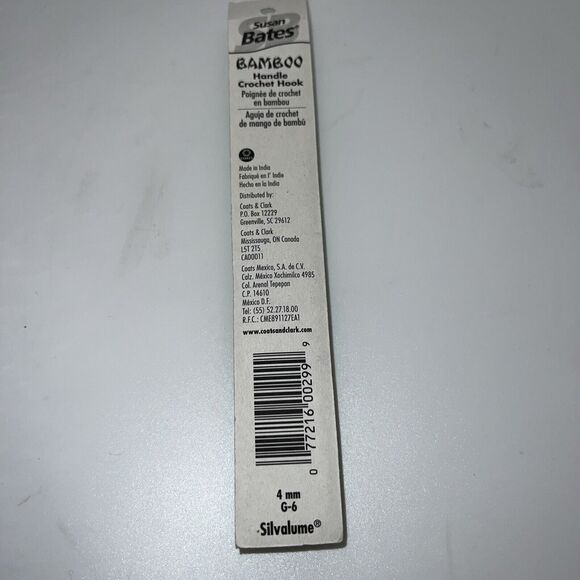 Susan
Bates®
BAMBOO
Handle
Crochet Hook
Poignée de crochet
en bambou
Aguja de crochet
de mango de bambú
Made in India
Fabriqué en l' Indie
Hecho en la India
Distributed by:
Coats & Clark
P.O. Box 12229
Greenville, SC 29612
Coats & Clark
Mississauga, ON Canada
L5T 2T5
CA00011
Coats Mexico, S.A. de C.V.
Calz. México Xochimilco 4985
Col. Arenal Tepepan
C.P. 14610
México D.F.
Tel: (55) 52.27.18.00
R.F.C.: CME891127EA1
www.coatsandclark.com
0 77216 00299 9
4 mm
G-6
Silvalume®